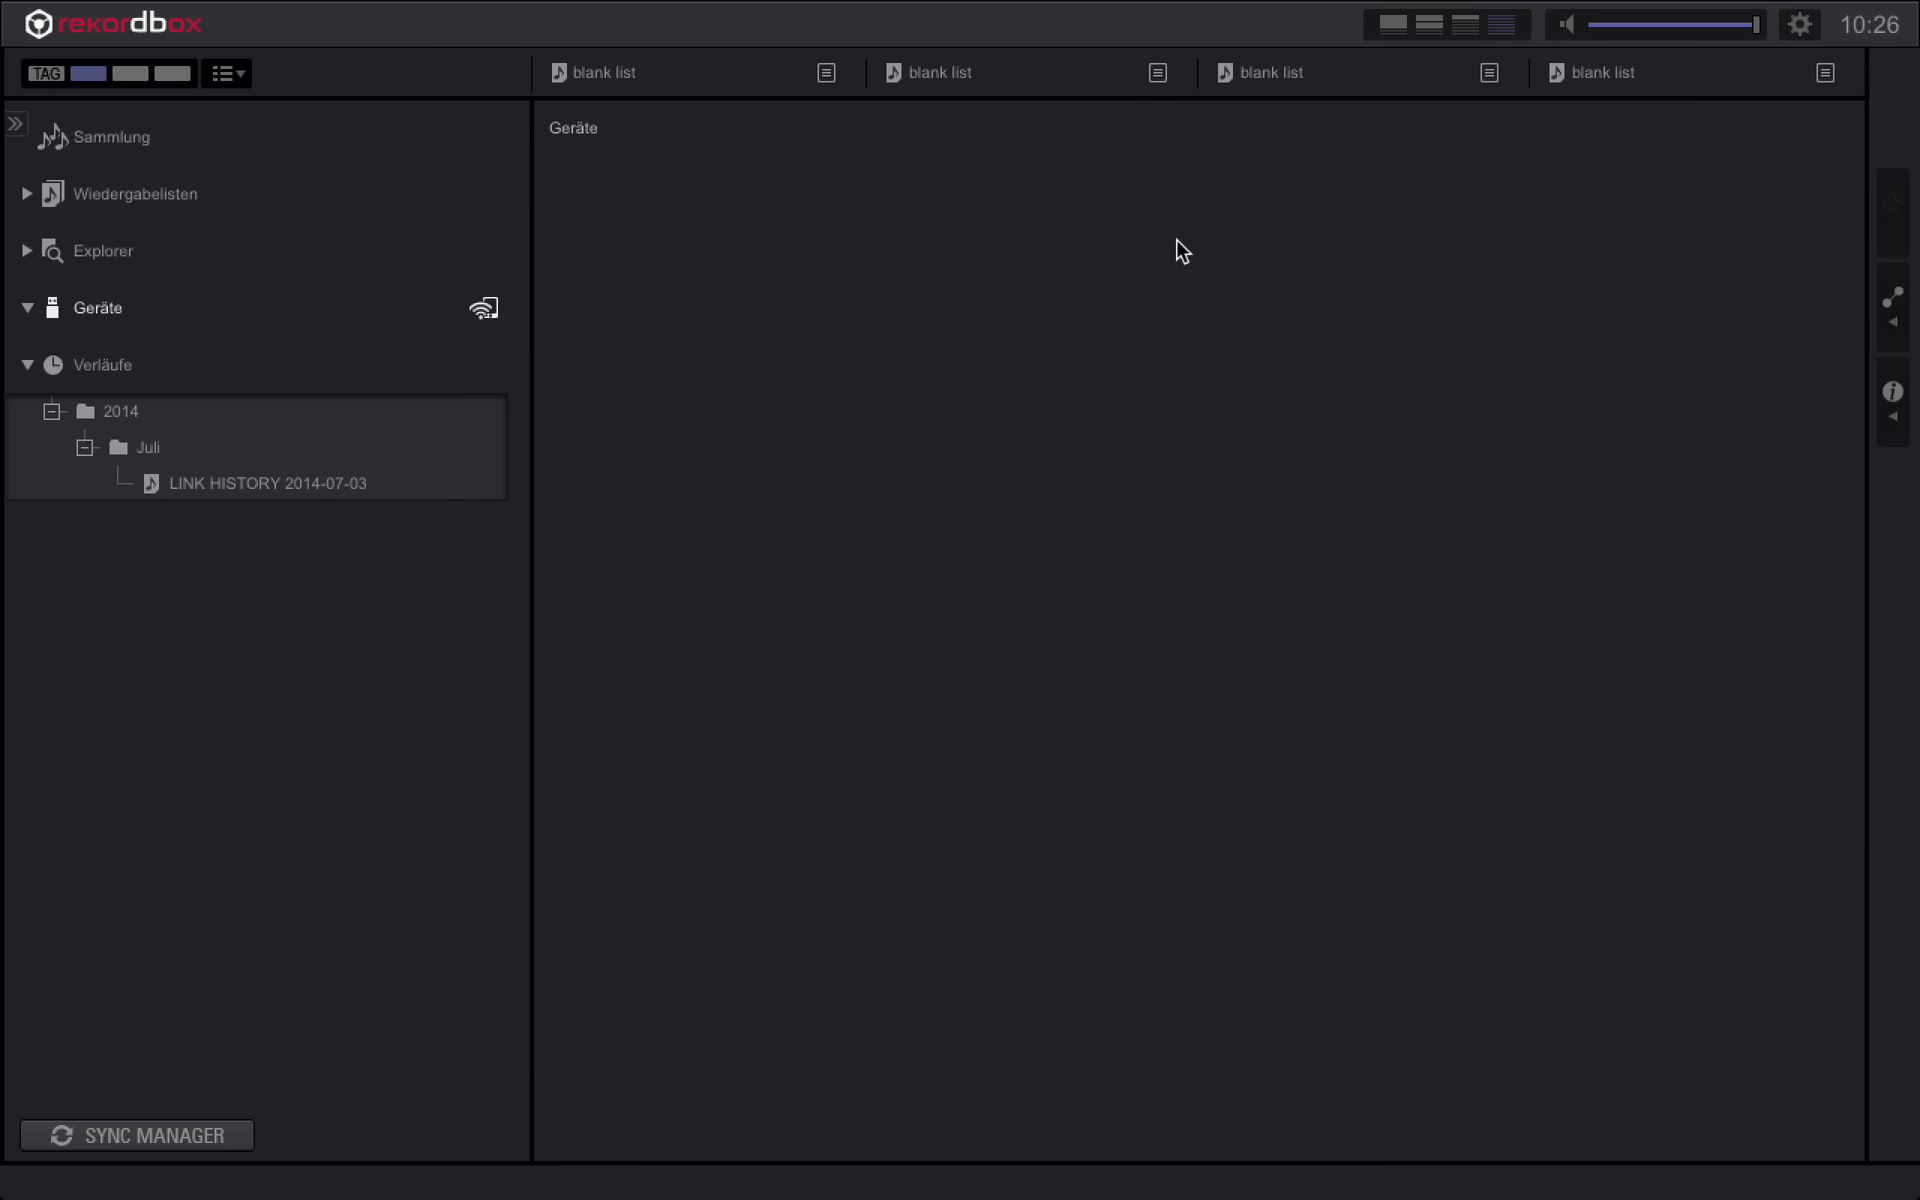 rekordbox
10:26
TAG
blank list
blank list
blank list
blank list
Sammlung
Geräte
Wiedergabelisten
Explorer
Geräte
Verläufe
2014
Juli
LINK HISTORY 2014-07-03
SYNC MANAGER